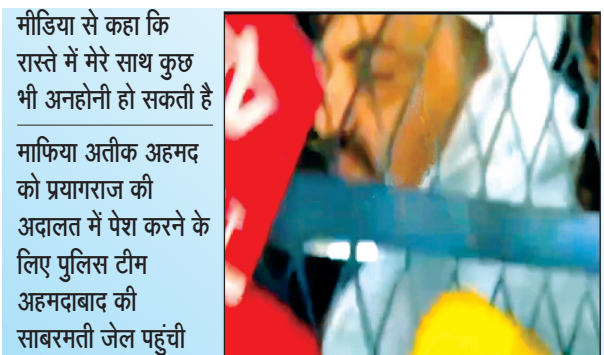 मीडिया से कहा कि
रास्ते में मेरे साथ कुछ
भी अनहोनी हो सकती है
माफिया अतीक अहमद
को प्रयागराज की
अदालत में पेश करने के
लिए पुलिस टीम
अहमदाबाद की
साबरमती जेल पहुंची